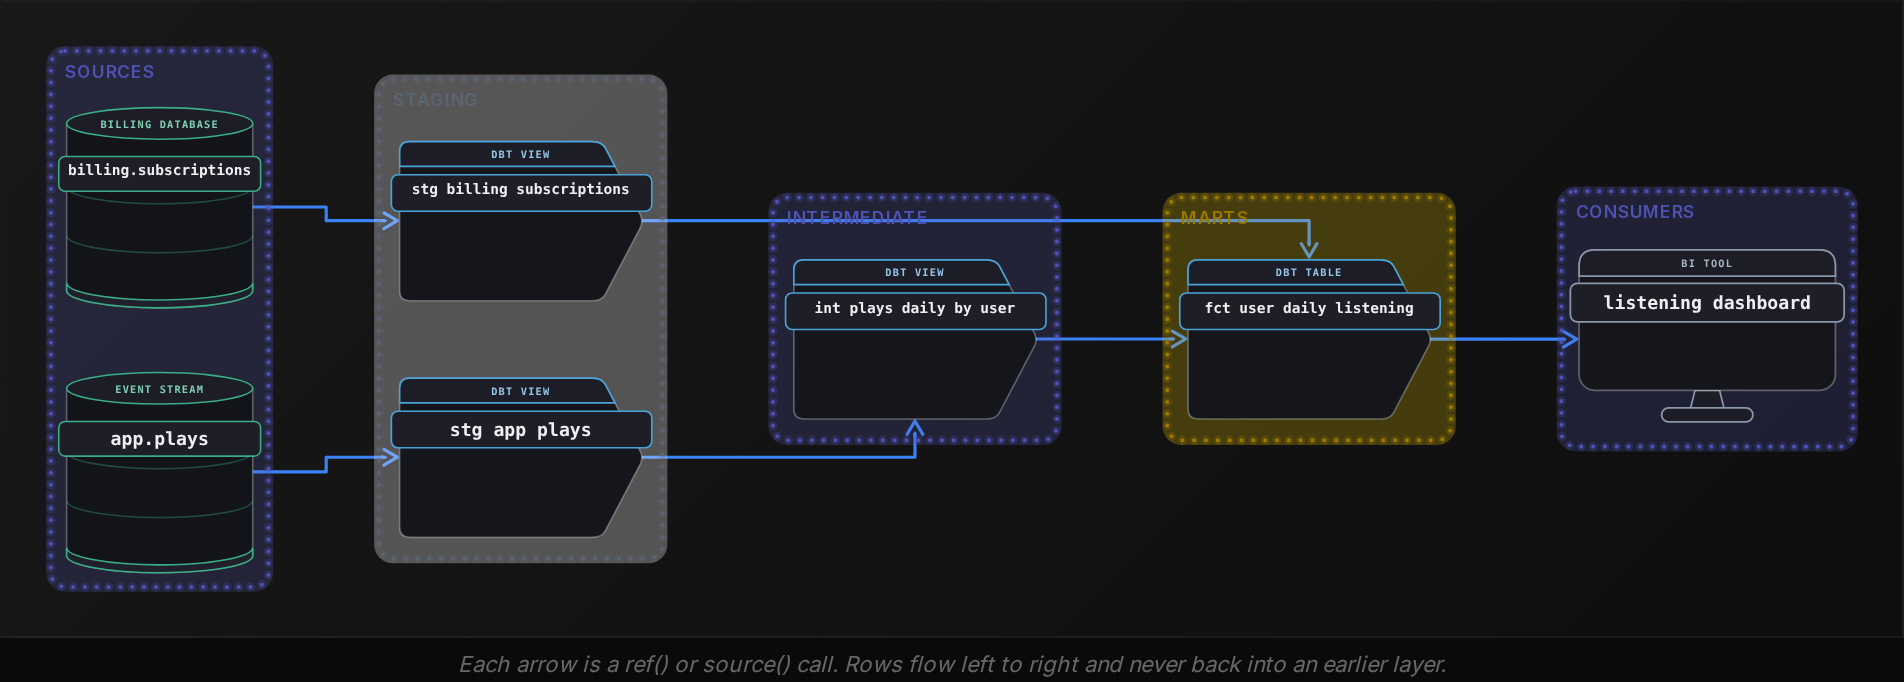 SOURCES
BILLING DATABASE
billing.subscriptions
EVENT STREAM
app.plays
STAGING
DBT VIEW
stg billing subscriptions
DBT VIEW
stg app plays
INTERMEDIATE
DBT VIEW
int plays daily by user
MARTS
DBT TABLE
fct user daily listening
CONSUMERS
BI TOOL
listening dashboard
Each arrow is a ref() or source() call. Rows flow left to right and never back into an earlier layer.